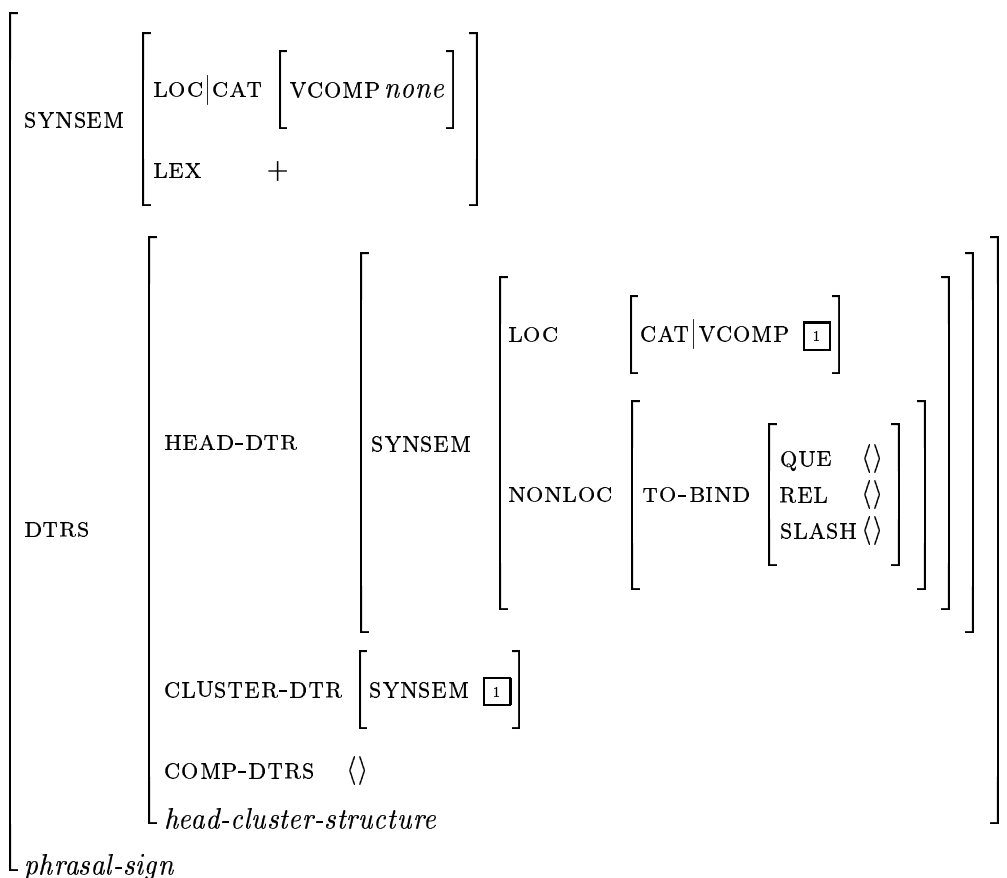 LOC|CAT [VCOMP none]
SYNSEM
LEX +
LOC [CAT|VCOMP 1]
HEAD-DTR SYNSEM
QUE ⟨⟩
NONLOC TO-BIND REL ⟨⟩
SLASH ⟨⟩
DTRS
CLUSTER-DTR [SYNSEM 1]
COMP-DTRS ⟨⟩
head-cluster-structure
phrasal-sign